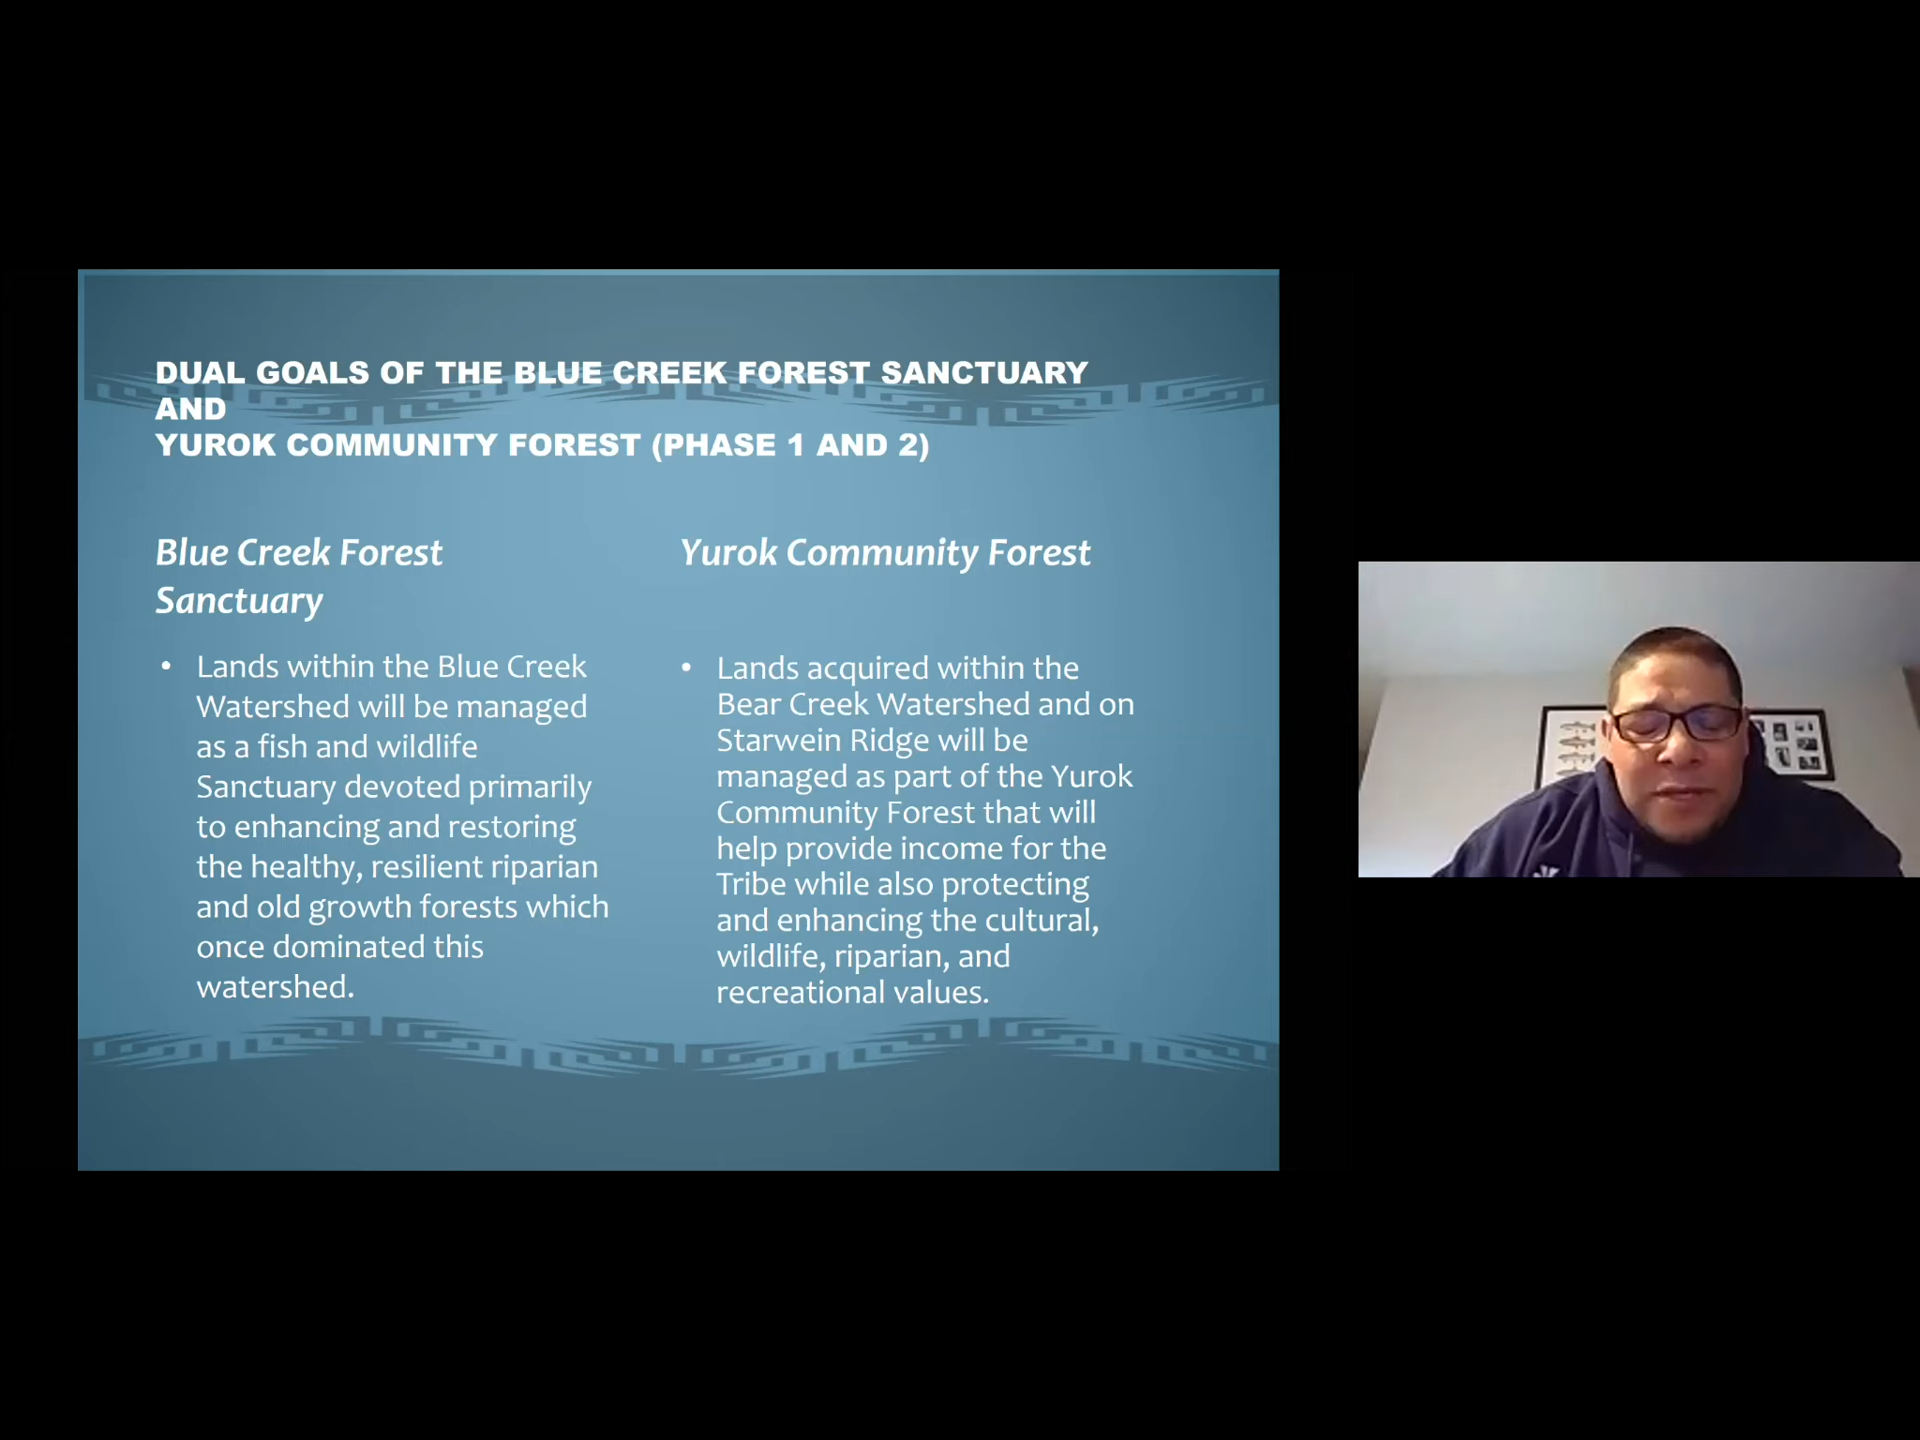 DUAL GOALS OF THE BLUE CREEK FOREST SANCTUARY
AND
YUROK COMMUNITY FOREST (PHASE 1 AND 2)
Blue Creek Forest
Sanctuary
• Lands within the Blue Creek
Watershed will be managed
as a fish and wildlife
Sanctuary devoted primarily
to enhancing and restoring
the healthy, resilient riparian
and old growth forests which
once dominated this
watershed.
Yurok Community Forest
• Lands acquired within the
Bear Creek Watershed and on
Starwein Ridge will be
managed as part of the Yurok
Community Forest that will
help provide income for the
Tribe while also protecting
and enhancing the cultural,
wildlife, riparian, and
recreational values.